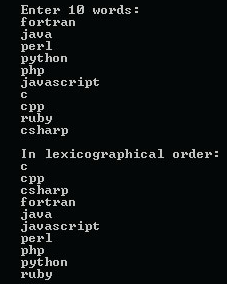 Enter 10 words:
fortran
java
perl
python
php
javascript
c
cpp
ruby
csharp
In lexicographical order:
c
cpp
csharp
fortran
java
javascript
perl
php
python
ruby